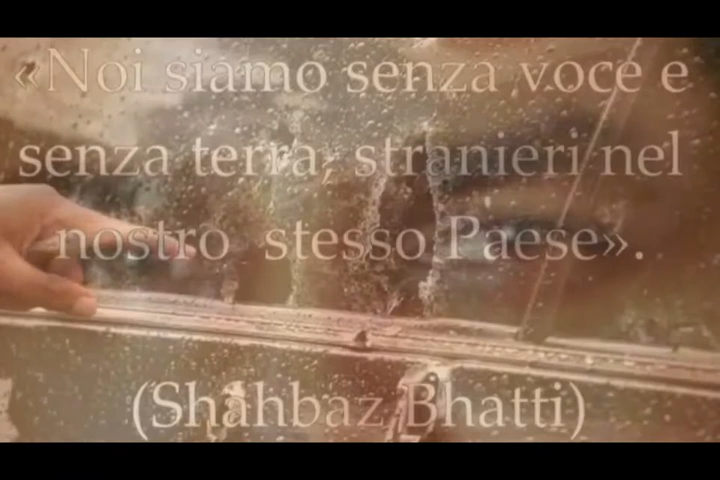 «Noi siamo senza voce e
senza terra, stranieri nel
nostro stesso Paese».
(Shahbaz Bhatti)